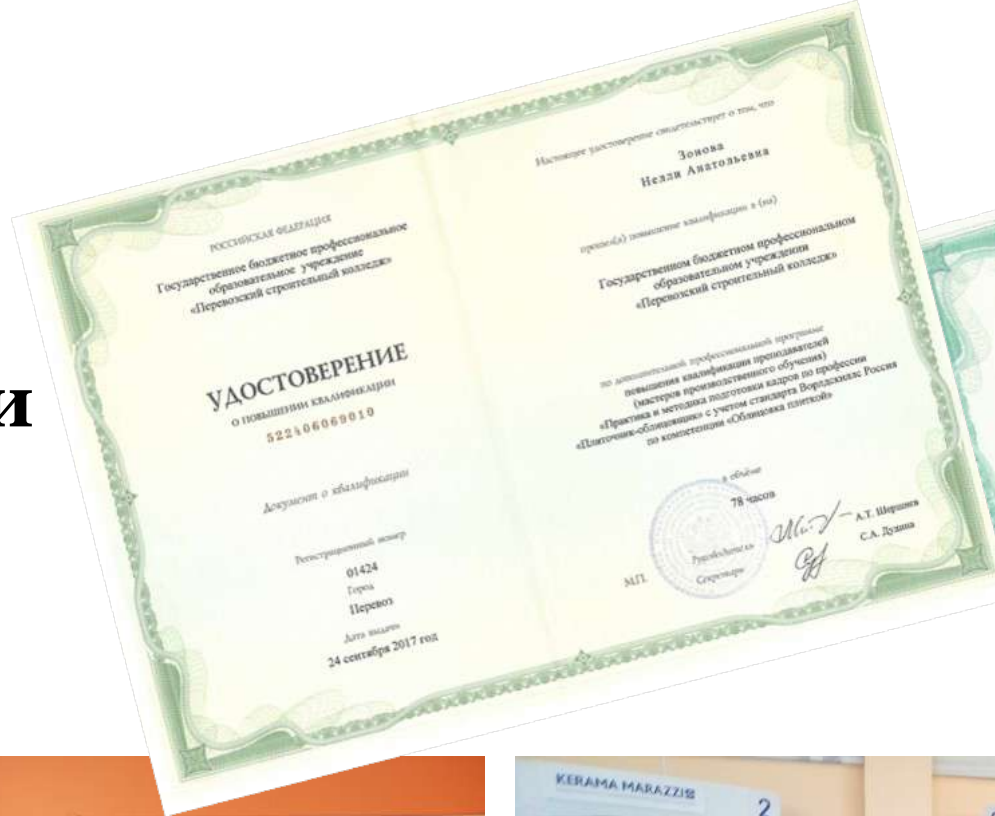 и
РОССИЙСКАЯ ФЕДЕРАЦИЯ
Государственное бюджетное профессиональное
образовательное учреждение
«Перевозский строительный колледж»
УДОСТОВЕРЕНИЕ
О ПОВЫШЕНИИ КВАЛИФИКАЦИИ
522406069010
Документ о квалификации
Регистрационный номер
01424
Город
Перевоз
Дата выдачи
24 сентября 2017 год
Настоящее удостоверение свидетельствует о том, что
Зонова
Нелли Анатольевна
прошел(а) повышение квалификации в (на)
Государственном бюджетном профессиональном
образовательном учреждении
«Перевозский строительный колледж»
по дополнительной профессиональной программе
повышения квалификации преподавателей
(мастеров производственного обучения)
«Практика и методика подготовки кадров по профессии
«Плиточник-облицовщик» с учетом стандарта Ворлдскиллс Россия
по компетенции «Облицовка плиткой»
в объёме
78 часов
Руководитель
А.Т. Шершнев
М.П.
Секретарь
С.А. Дудина
KERAMA MARAZZI
2